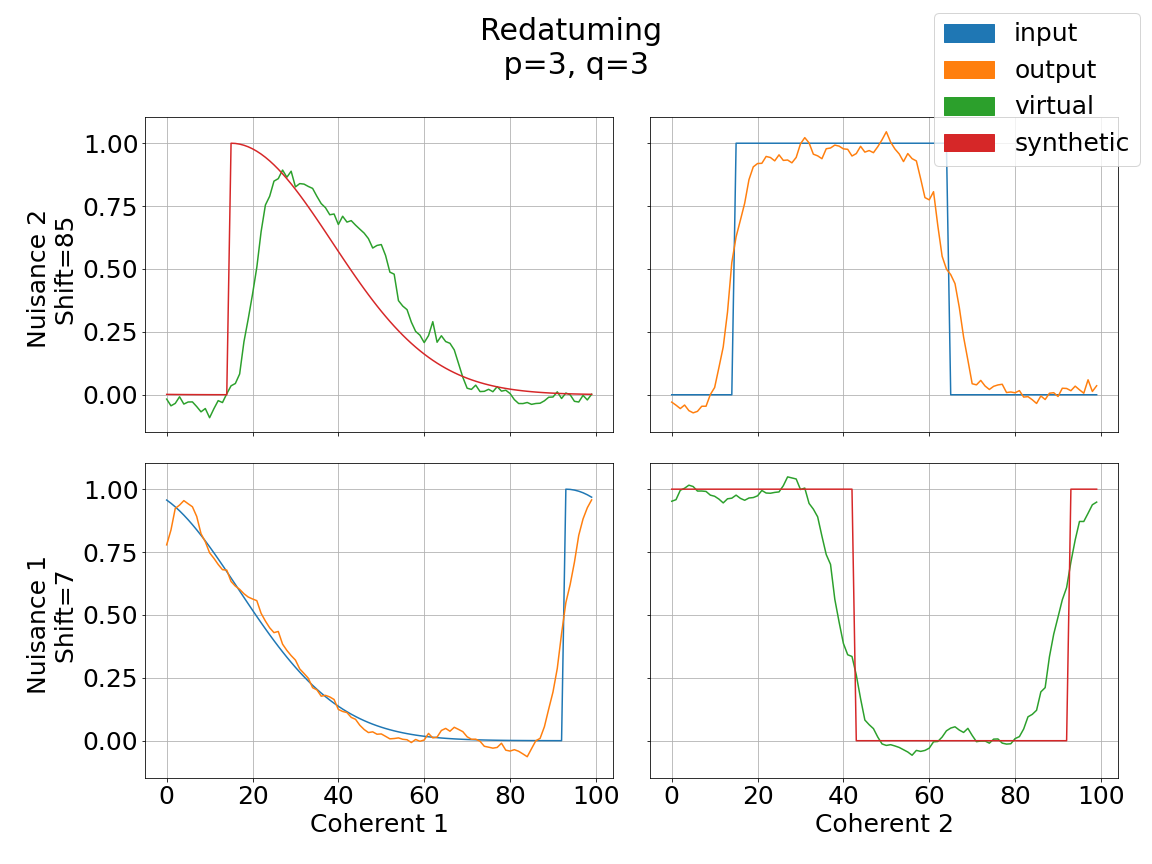 Redatuming
p=3, q=3
input
output
virtual
synthetic
Nuisance 2
Shift=85
1.00
0.75
0.50
0.25
0.00
Nuisance 1
Shift=7
1.00
0.75
0.50
0.25
0.00
0 20 40 60 80 100
0 20 40 60 80 100
Coherent 1
Coherent 2